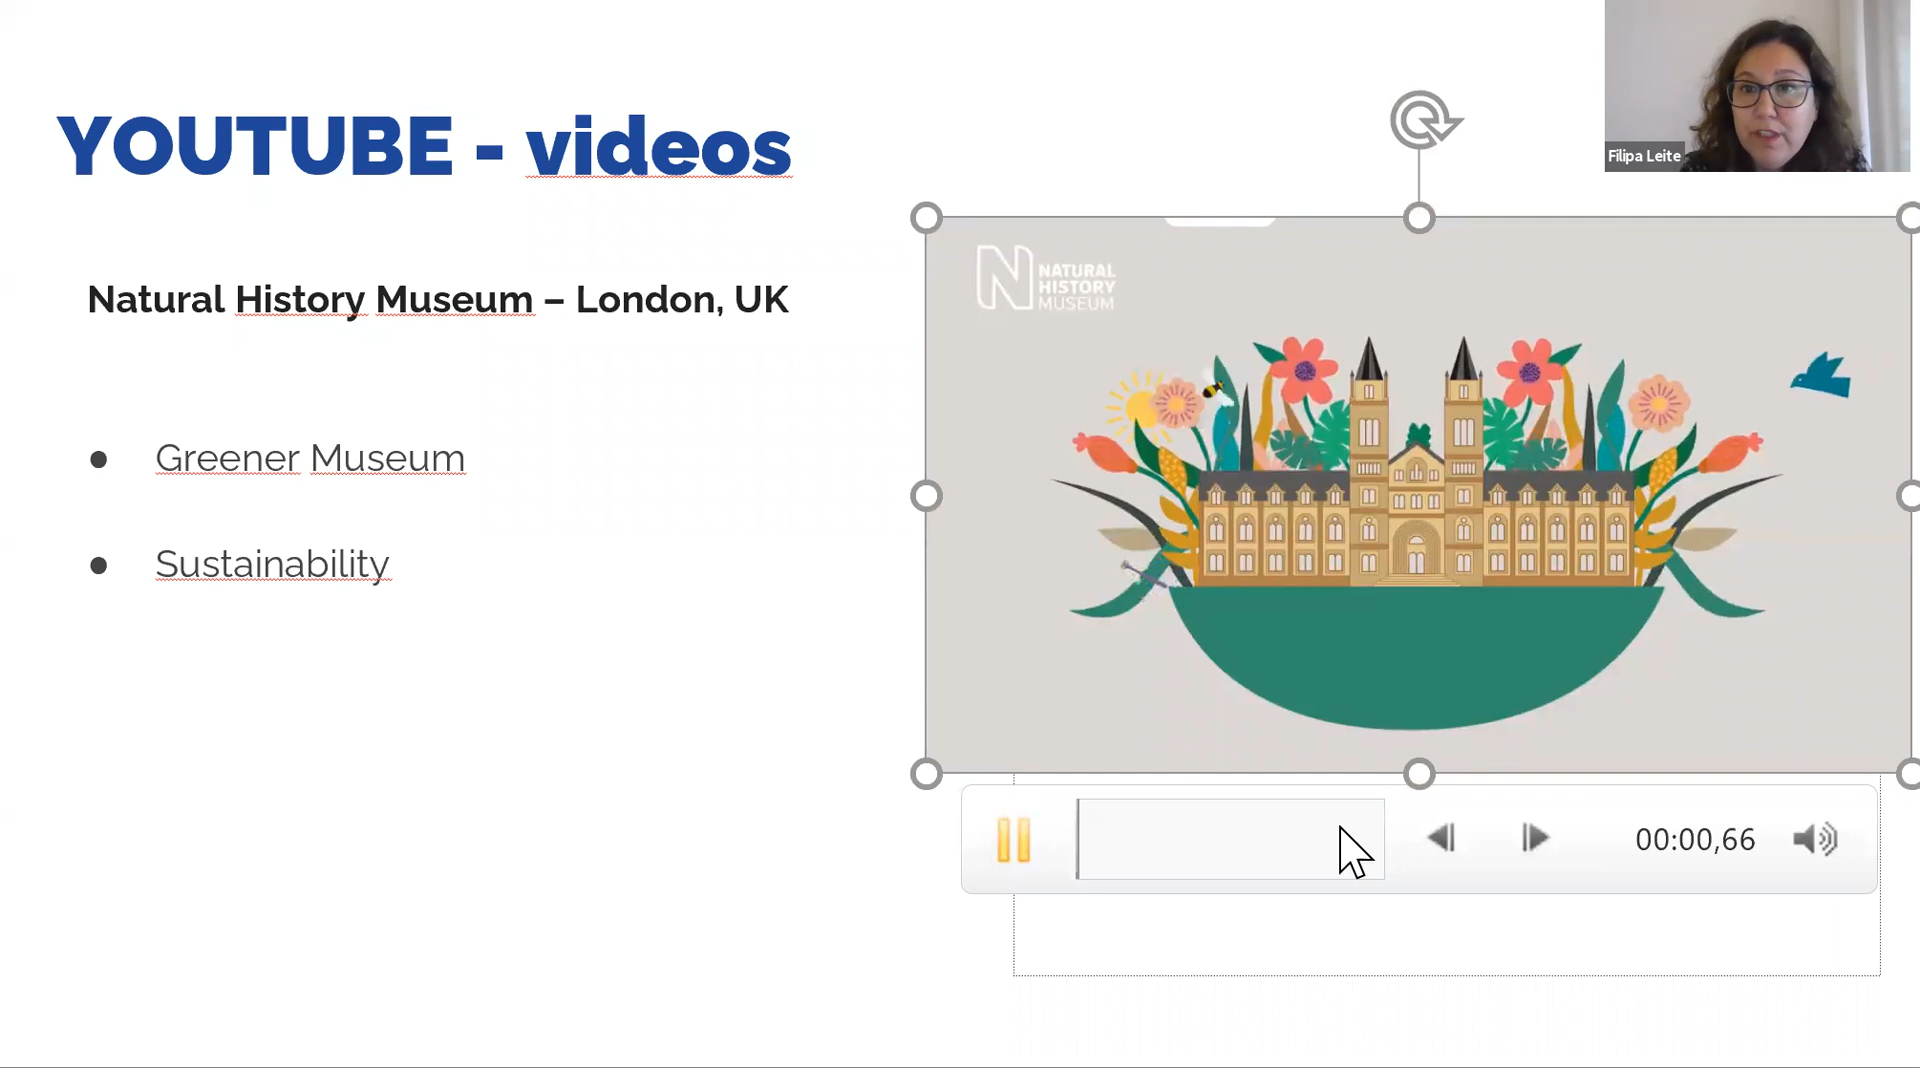 YOUTUBE - videos
Filipa Leite
Natural History Museum – London, UK
N NATURAL
HISTORY
MUSEUM
● Greener Museum
● Sustainability
00:00,66